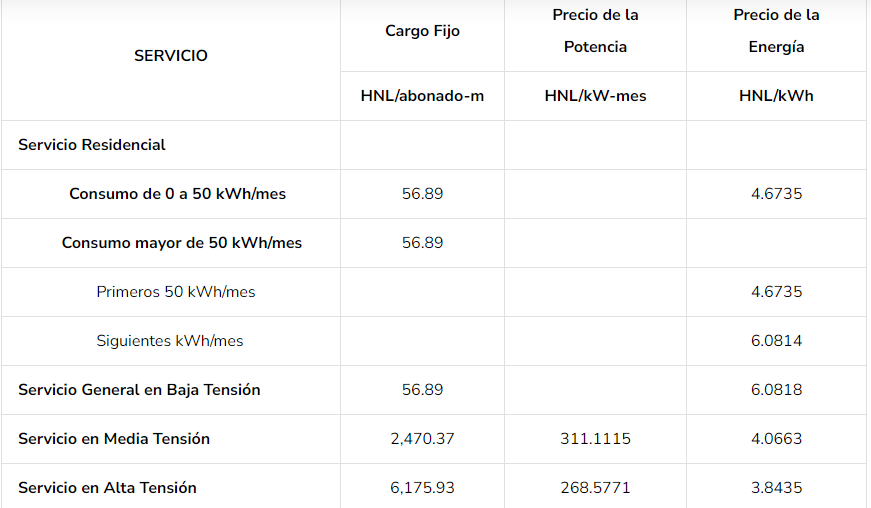 SERVICIO
Cargo Fijo
Precio de la
Potencia
Precio de la
Energía
HNL/abonado-m
HNL/kW-mes
HNL/kWh
Servicio Residencial
Consumo de 0 a 50 kWh/mes 56.89 4.6735
Consumo mayor de 50 kWh/mes 56.89
Primeros 50 kWh/mes 4.6735
Siguientes kWh/mes 6.0814
Servicio General en Baja Tensión 56.89 6.0818
Servicio en Media Tensión 2,470.37 311.1115 4.0663
Servicio en Alta Tensión 6,175.93 268.5771 3.8435